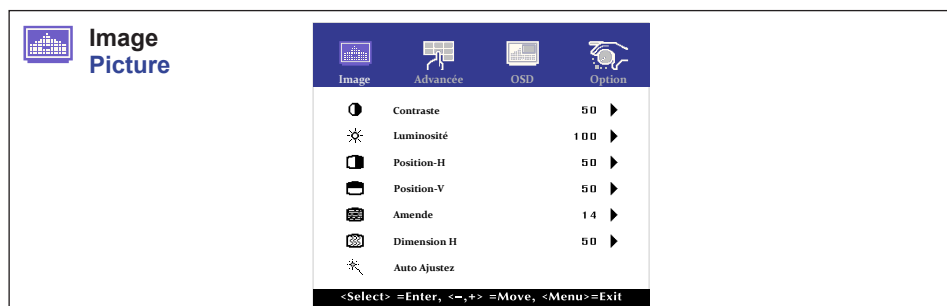 Image
Picture
Image Advancée OSD Option
Contraste 50
Luminosité 100
Position-H 50
Position-V 50
Amende 14
Dimension H 50
Auto Ajustez
<Select> =Enter, <–,+> =Move, <Menu>=Exit